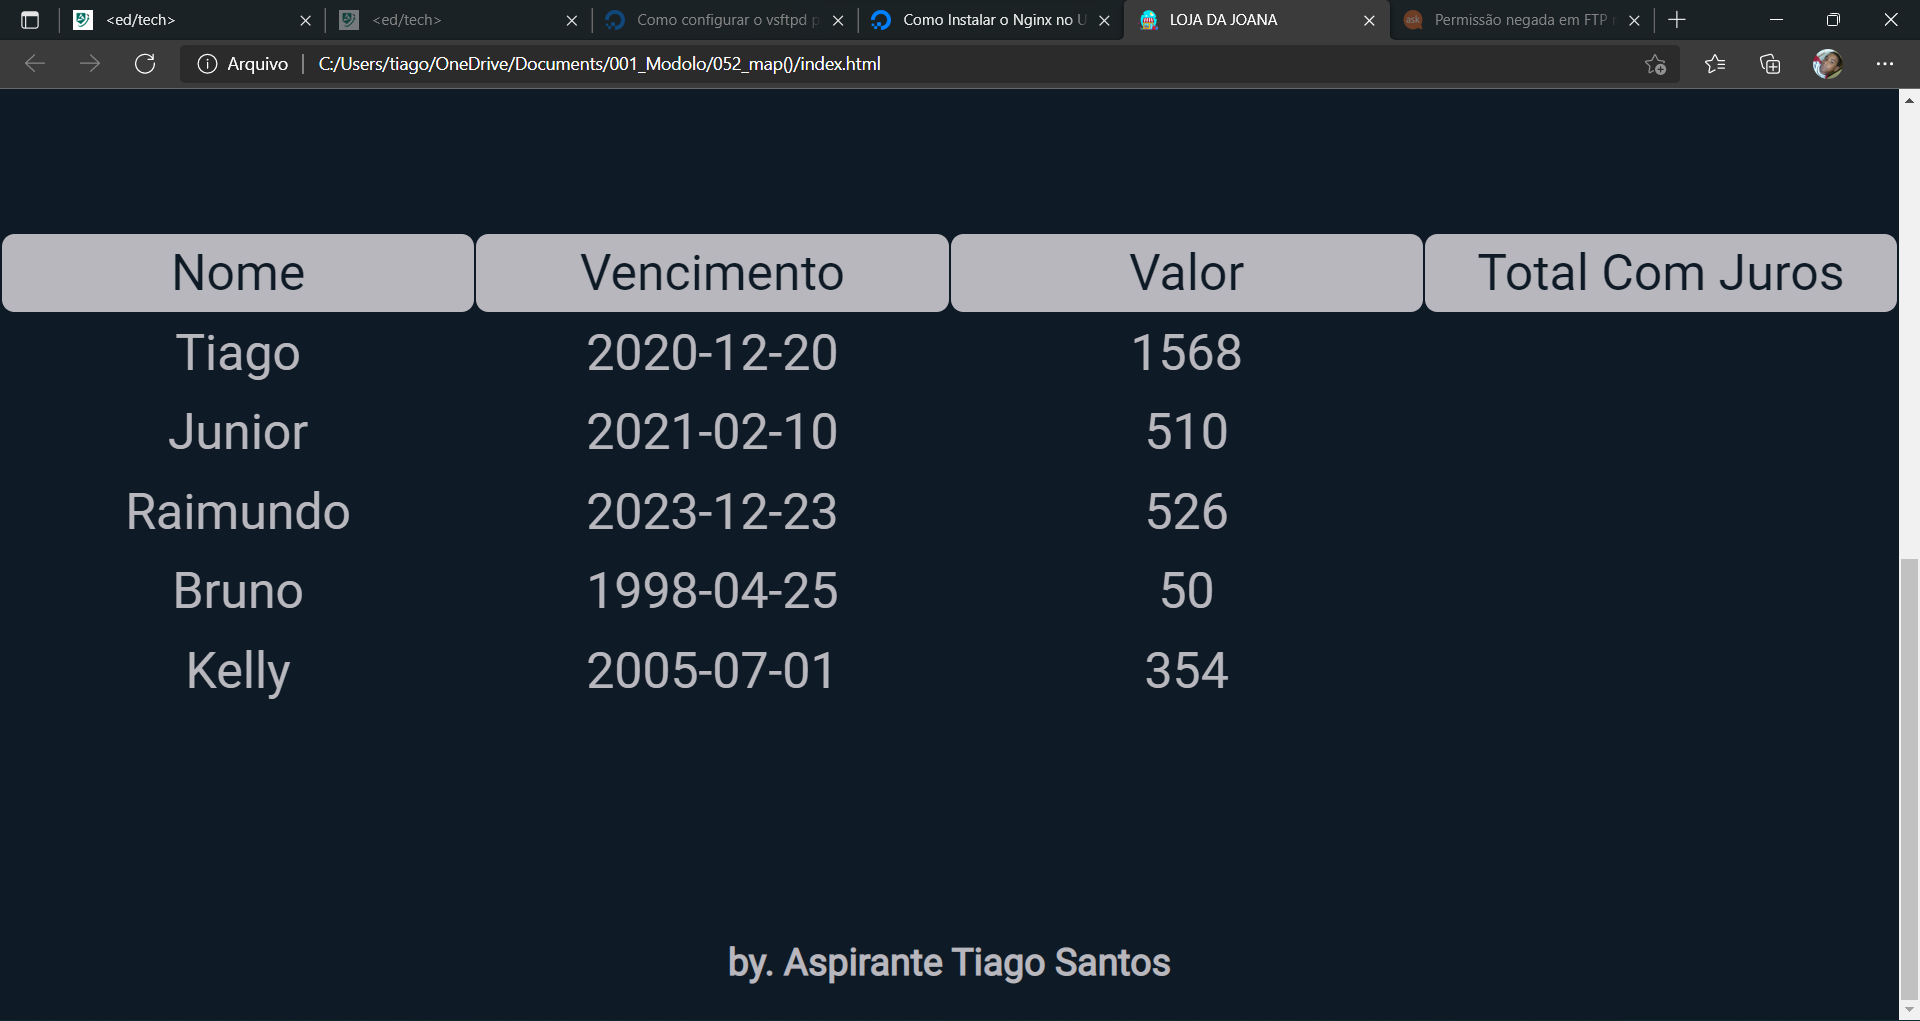 <ed/tech>
<ed/tech>
Como configurar o vsftpd p
Como Instalar o Nginx no U
LOJA DA JOANA
Permissão negada em FTP
Arquivo
C:/Users/tiago/OneDrive/Documents/001_Modolo/052_map()/index.html
Nome Vencimento Valor Total Com Juros
Tiago 2020-12-20 1568
Junior 2021-02-10 510
Raimundo 2023-12-23 526
Bruno 1998-04-25 50
Kelly 2005-07-01 354
by. Aspirante Tiago Santos